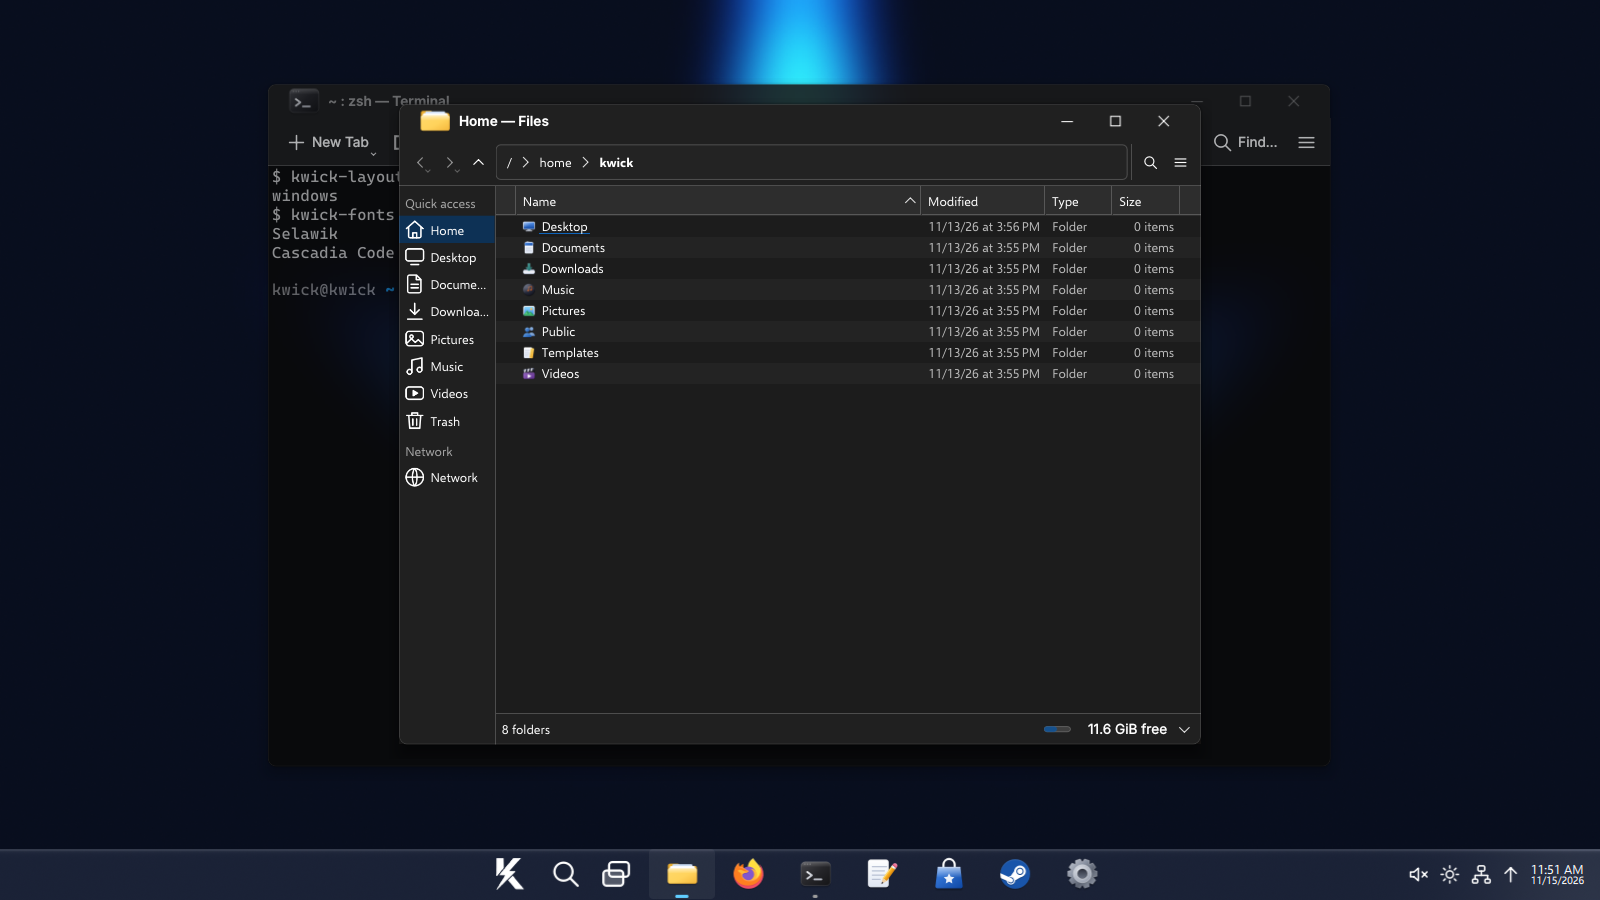 ~ : zsh — Terminal
New Tab
Find...
$ kwick-layout
windows
$ kwick-fonts
Selawik
Cascadia Code
kwick@kwick ~
Home — Files
/ home kwick
Quick access
Home
Desktop
Docume...
Downloa...
Pictures
Music
Videos
Trash
Network
Network
Name Modified Type Size
Desktop 11/13/26 at 3:56 PM Folder 0 items
Documents 11/13/26 at 3:55 PM Folder 0 items
Downloads 11/13/26 at 3:55 PM Folder 0 items
Music 11/13/26 at 3:55 PM Folder 0 items
Pictures 11/13/26 at 3:55 PM Folder 0 items
Public 11/13/26 at 3:55 PM Folder 0 items
Templates 11/13/26 at 3:55 PM Folder 0 items
Videos 11/13/26 at 3:55 PM Folder 0 items
8 folders
11.6 GiB free
11:51 AM
11/15/2026